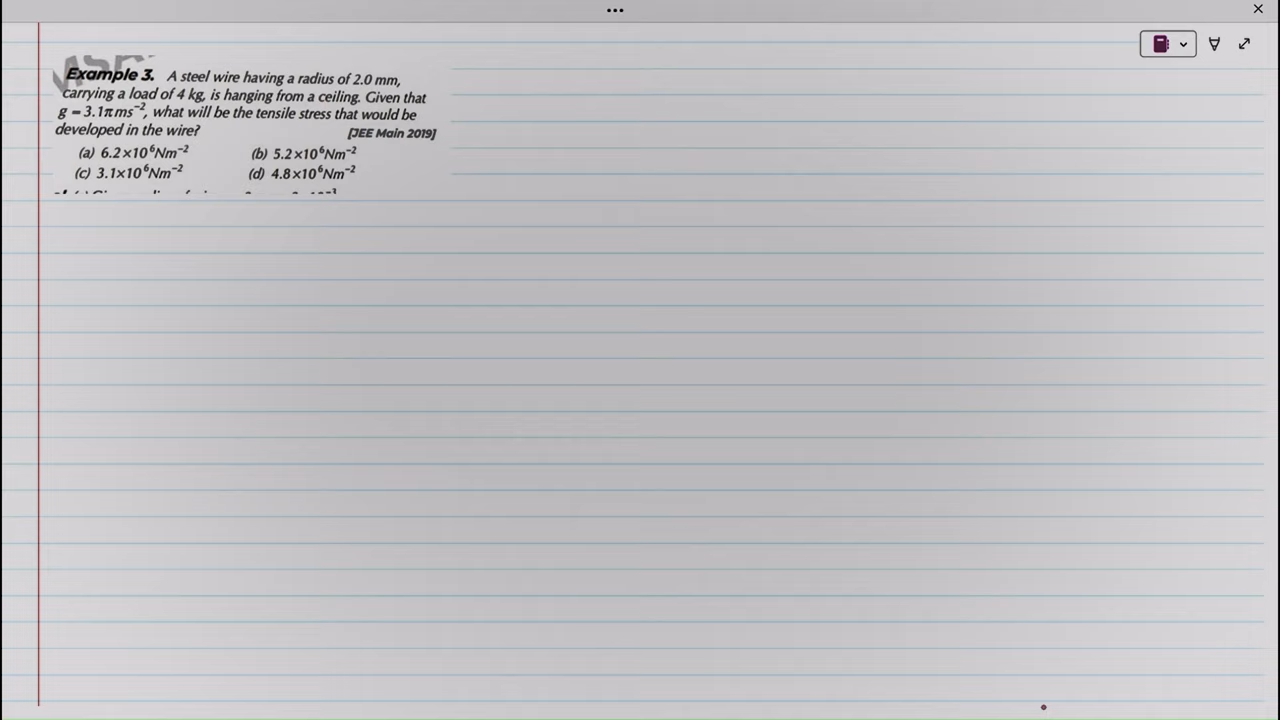 Example 3. A steel wire having a radius of 2.0 mm,
carrying a load of 4 kg, is hanging from a ceiling. Given that
g = 3.1π ms⁻², what will be the tensile stress that would be
developed in the wire? [JEE Main 2019]
(a) 6.2×10⁶Nm⁻² (b) 5.2×10⁶Nm⁻²
(c) 3.1×10⁶Nm⁻² (d) 4.8×10⁶Nm⁻²